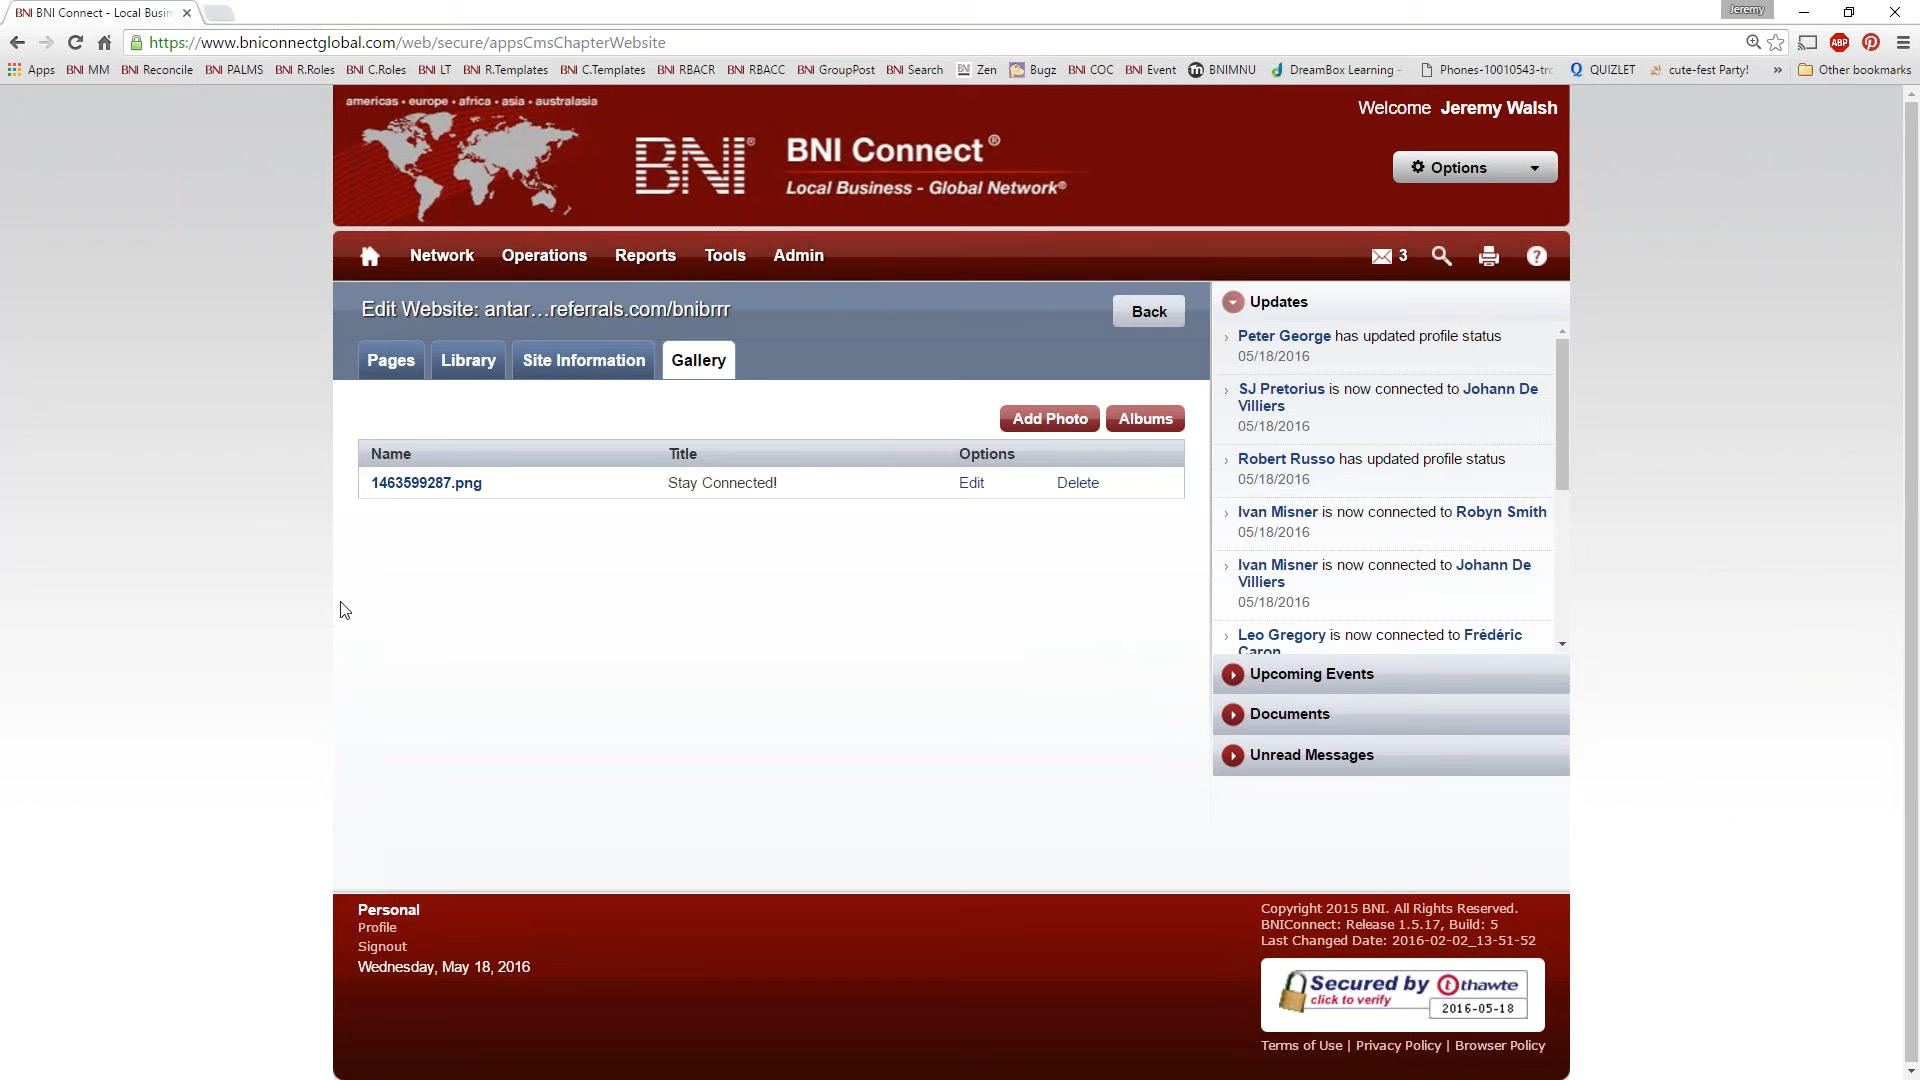 BNI BNI Connect - Local Busin
Jeremy
https://www.bniconnectglobal.com/web/secure/appsCmsChapterWebsite
ABP
Apps BNI MM BNI Reconcile BNI PALMS BNI R.Roles BNI C.Roles BNI LT BNI R.Templates BNI C.Templates BNI RBACR BNI RBACC BNI GroupPost BNI Search BNI Zen Bugz BNI COC BNI Event BNIMNU DreamBox Learning - Phones-10010543-trc QUIZLET cute-fest Party! » Other bookmarks
americas • europe • africa • asia • australasia
BNI®
BNI Connect®
Local Business - Global Network®
Welcome Jeremy Walsh
Options
Network Operations Reports Tools Admin
3
?
Edit Website: antar...referrals.com/bnibrrr
Back
Pages Library Site Information Gallery
Add Photo Albums
Name Title Options
1463599287.png Stay Connected! Edit Delete
Updates
Peter George has updated profile status
05/18/2016
SJ Pretorius is now connected to Johann De
Villiers
05/18/2016
Robert Russo has updated profile status
05/18/2016
Ivan Misner is now connected to Robyn Smith
05/18/2016
Ivan Misner is now connected to Johann De
Villiers
05/18/2016
Leo Gregory is now connected to Frédéric
Caron
Upcoming Events
Documents
Unread Messages
Personal
Profile
Signout
Wednesday, May 18, 2016
Copyright 2015 BNI. All Rights Reserved.
BNIConnect: Release 1.5.17, Build: 5
Last Changed Date: 2016-02-02_13-51-52
Secured by thawte
click to verify
2016-05-18
Terms of Use | Privacy Policy | Browser Policy